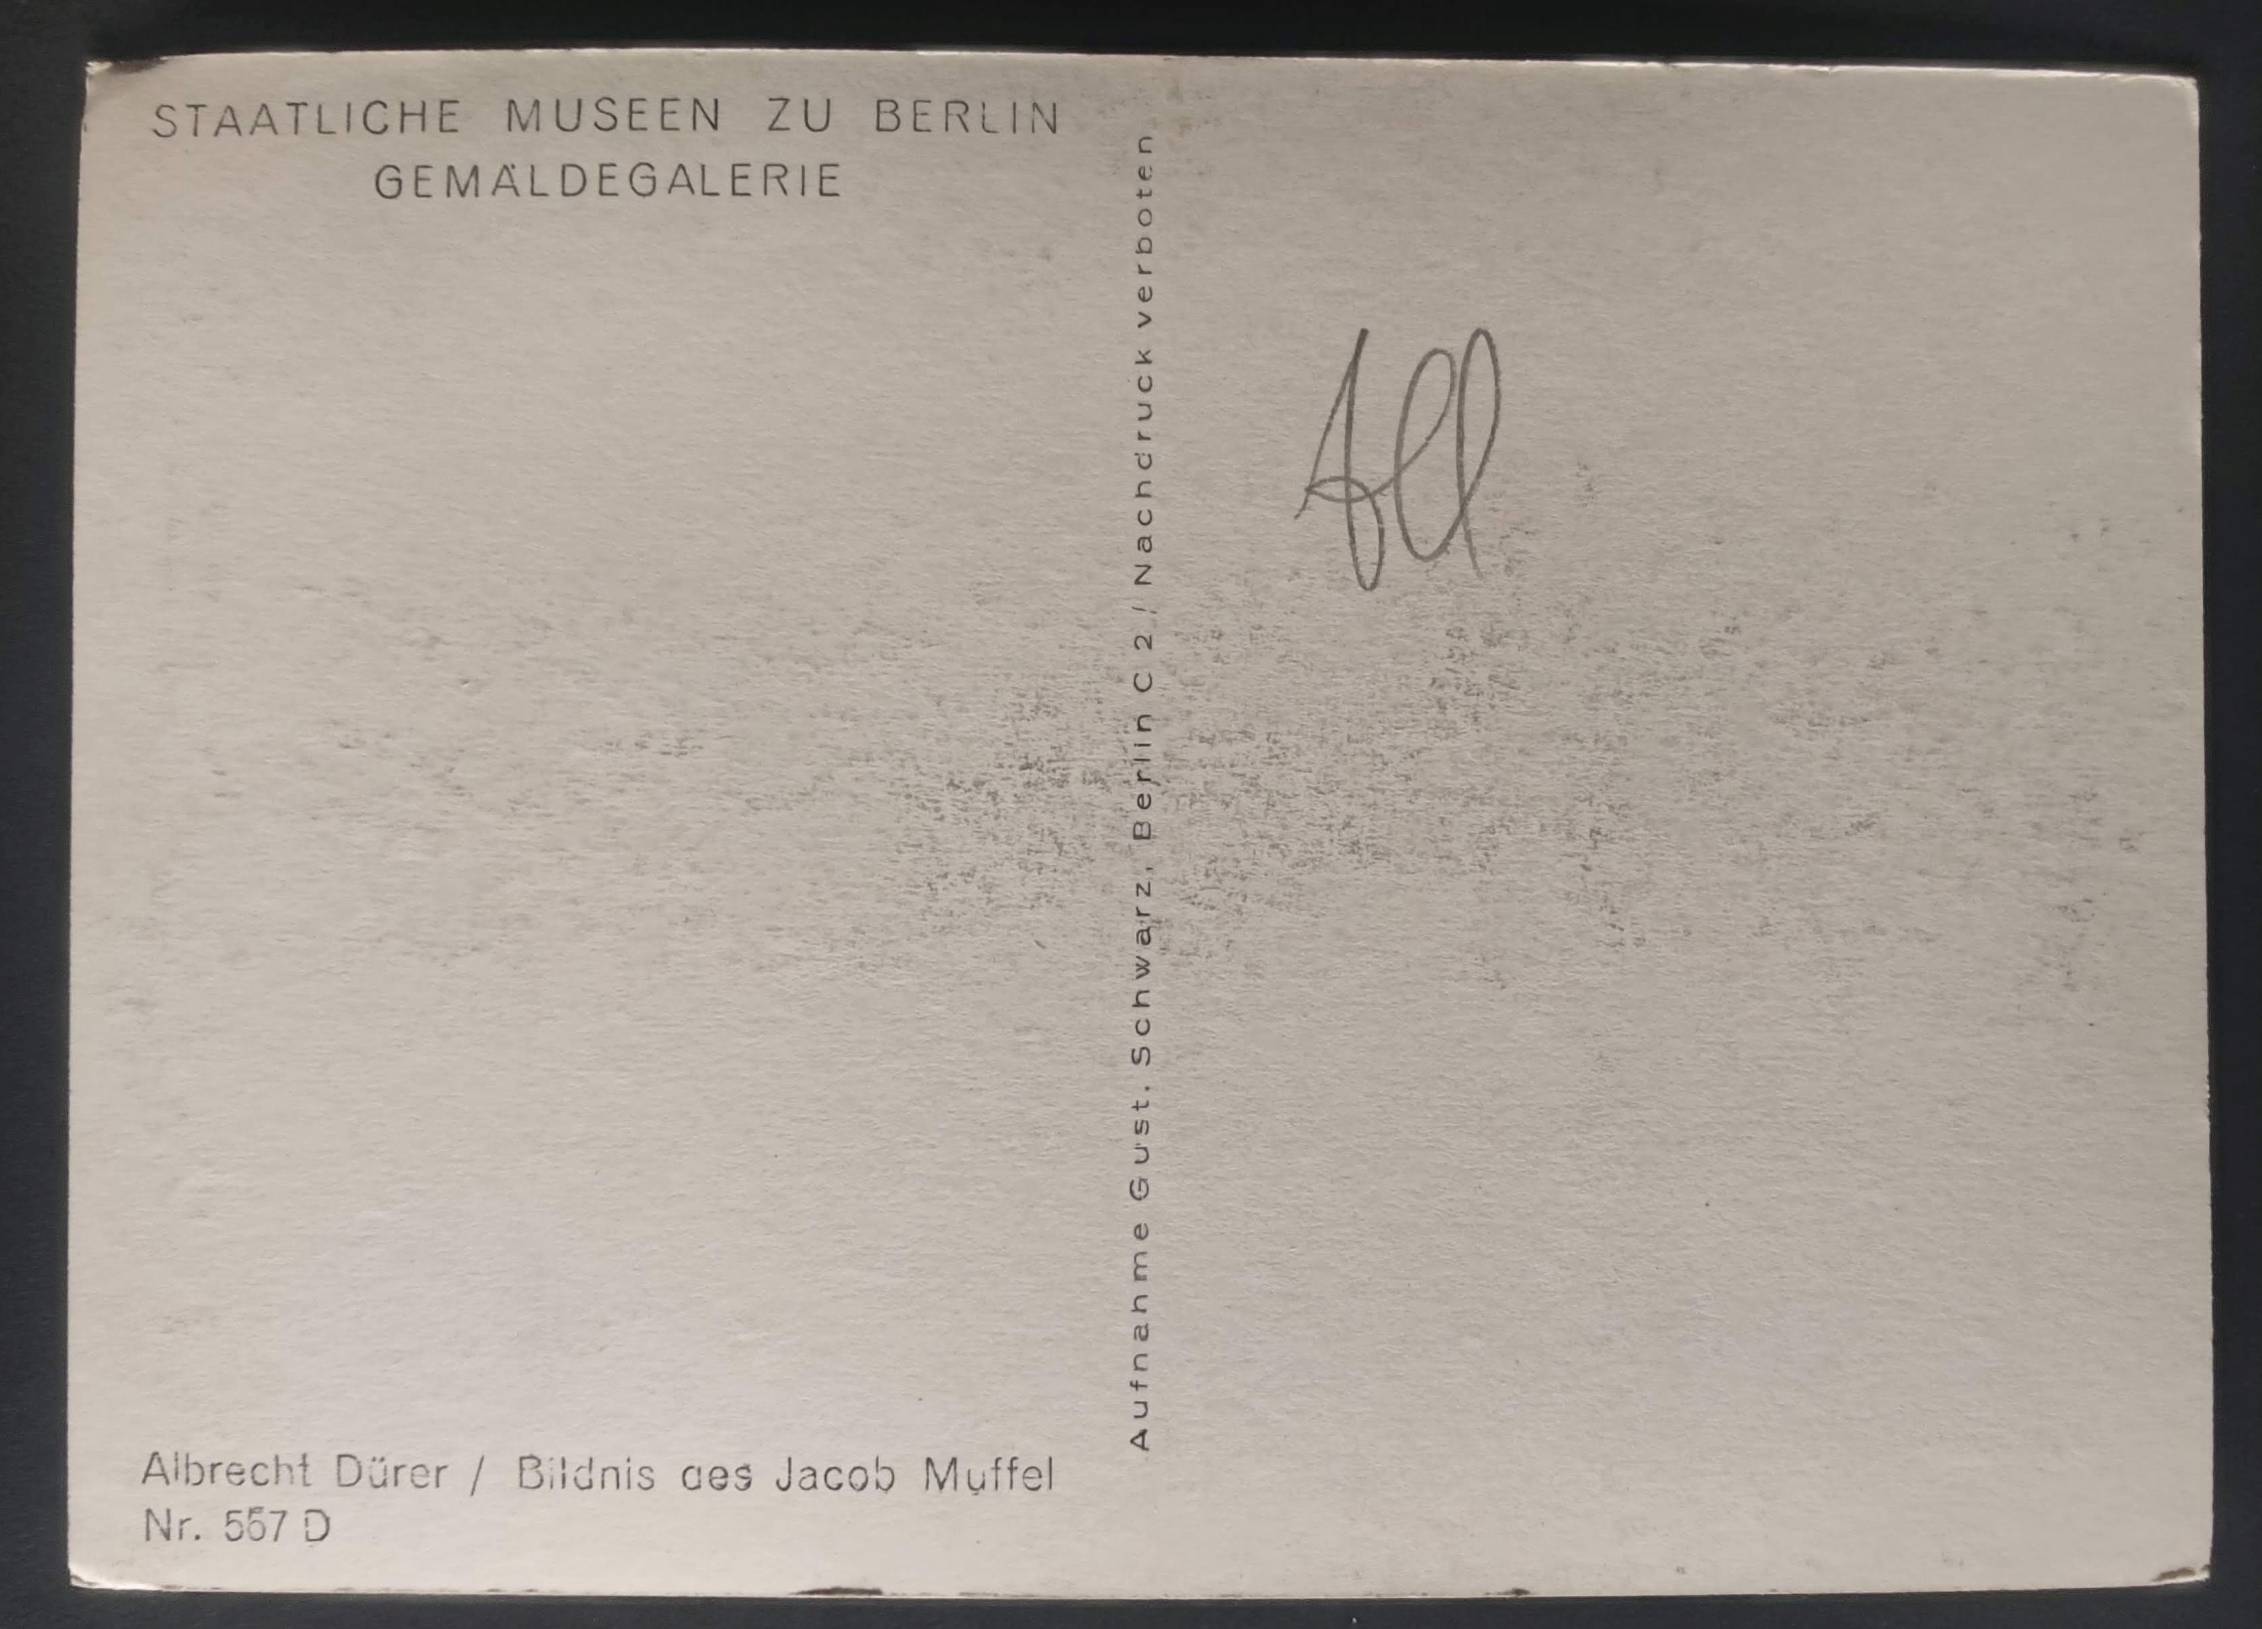 STAATLICHE MUSEEN ZU BERLIN
GEMÄLDEGALERIE
Aufnahme Gust. Schwarz, Berlin C 2 / Nachdruck verboten
Albrecht Dürer / Bildnis des Jacob Muffel
Nr. 557 D